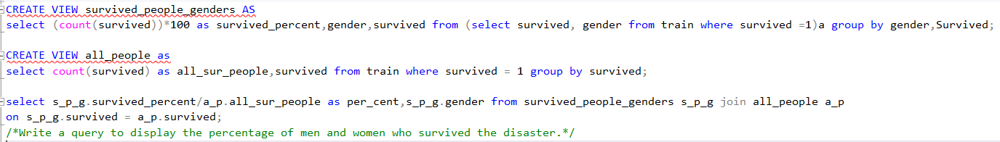 CREATE VIEW survived_people_genders AS
select (count(survived))*100 as survived_percent,gender,survived from (select survived, gender from train where survived =1)a group by gender,Survived;
CREATE VIEW all_people as
select count(survived) as all_sur_people,survived from train where survived = 1 group by survived;
select s_p_g.survived_percent/a_p.all_sur_people as per_cent,s_p_g.gender from survived_people_genders s_p_g join all_people a_p
on s_p_g.survived = a_p.survived;
/*Write a query to display the percentage of men and women who survived the disaster.*/